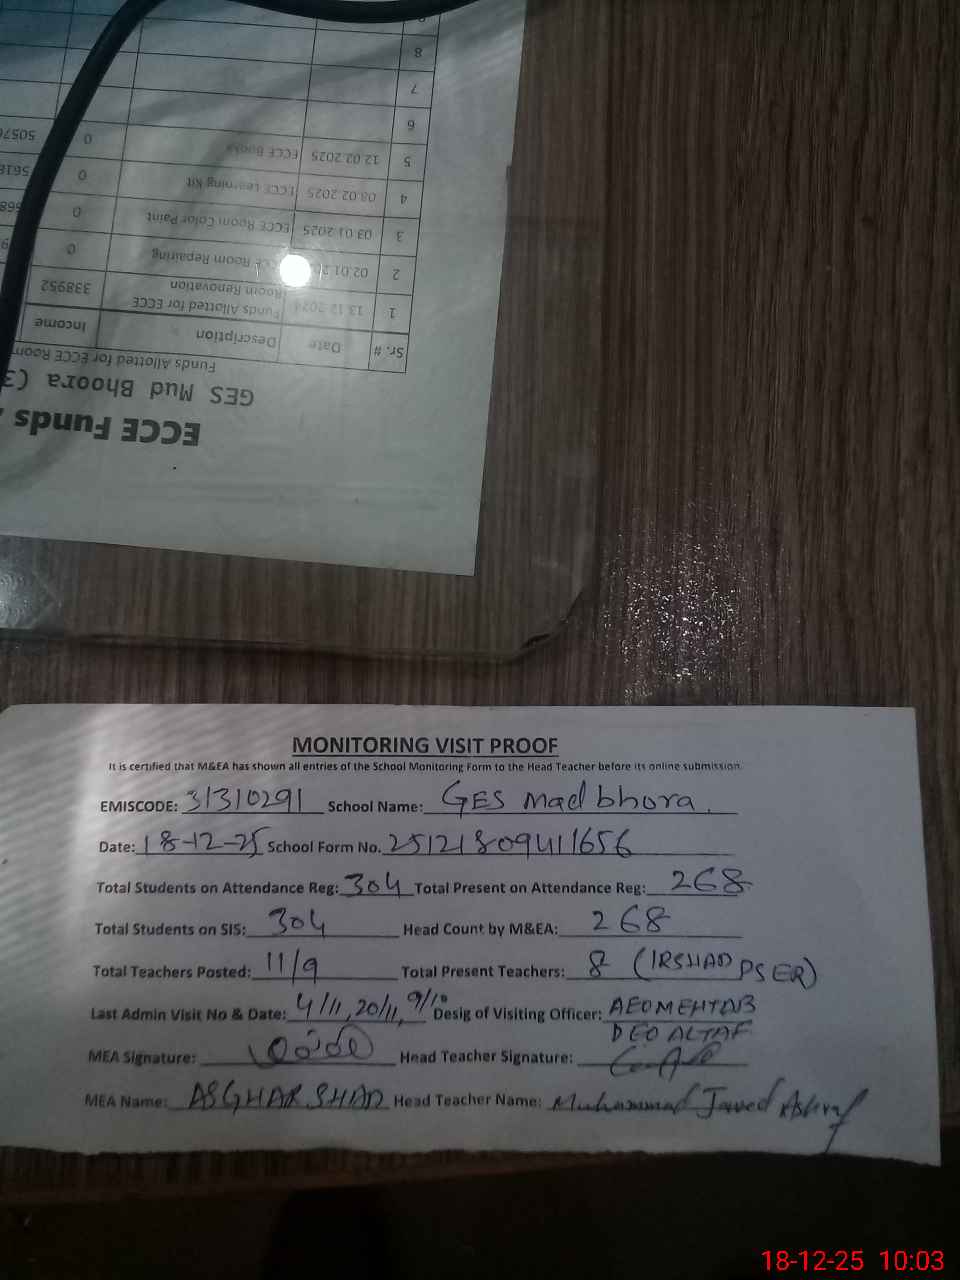 ECCE Funds
GES Mud Bhoora (3
Funds Allotted for ECCE Room
Sr. # Date Description Income
1 13.12.2024 Funds Allotted for ECCE Room Renovation 338952
2 02.01.2 ECCE Room Repairing 0
3 03.01.2025 ECCE Room Color Paint 0
4 08.02.2025 ECCE Learning Kit 0
5 12.02.2025 ECCE Books 0 50576
6
7
8
MONITORING VISIT PROOF
It is certified that M&EA has shown all entries of the School Monitoring Form to the Head Teacher before its online submission.
EMISCODE: 31310291 School Name: GES mad bhora.
Date: 18-12-25 School Form No. 25121809411656
Total Students on Attendance Reg: 304 Total Present on Attendance Reg: 268
Total Students on SIS: 304 Head Count by M&EA: 268
Total Teachers Posted: 11/9 Total Present Teachers: 8 (IRSHAD PSER)
Last Admin Visit No & Date: 4/11, 20/11, 9/10 Desig of Visiting Officer: AEO MEHTAB
DEO ALTAF
MEA Signature: Head Teacher Signature:
MEA Name: ASGHAR SHAD Head Teacher Name: Muhammad Javed Ashraf
18-12-25 10:03